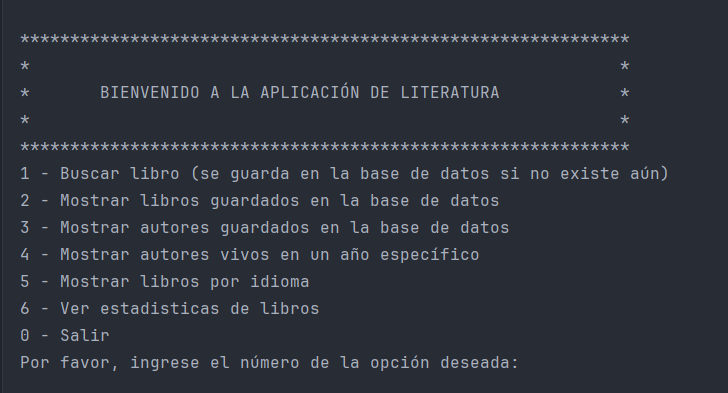 *************************************************************
*                                                           *
*       BIENVENIDO A LA APLICACIÓN DE LITERATURA            *
*                                                           *
*************************************************************
1 - Buscar libro (se guarda en la base de datos si no existe aún)
2 - Mostrar libros guardados en la base de datos
3 - Mostrar autores guardados en la base de datos
4 - Mostrar autores vivos en un año específico
5 - Mostrar libros por idioma
6 - Ver estadisticas de libros
0 - Salir
Por favor, ingrese el número de la opción deseada: